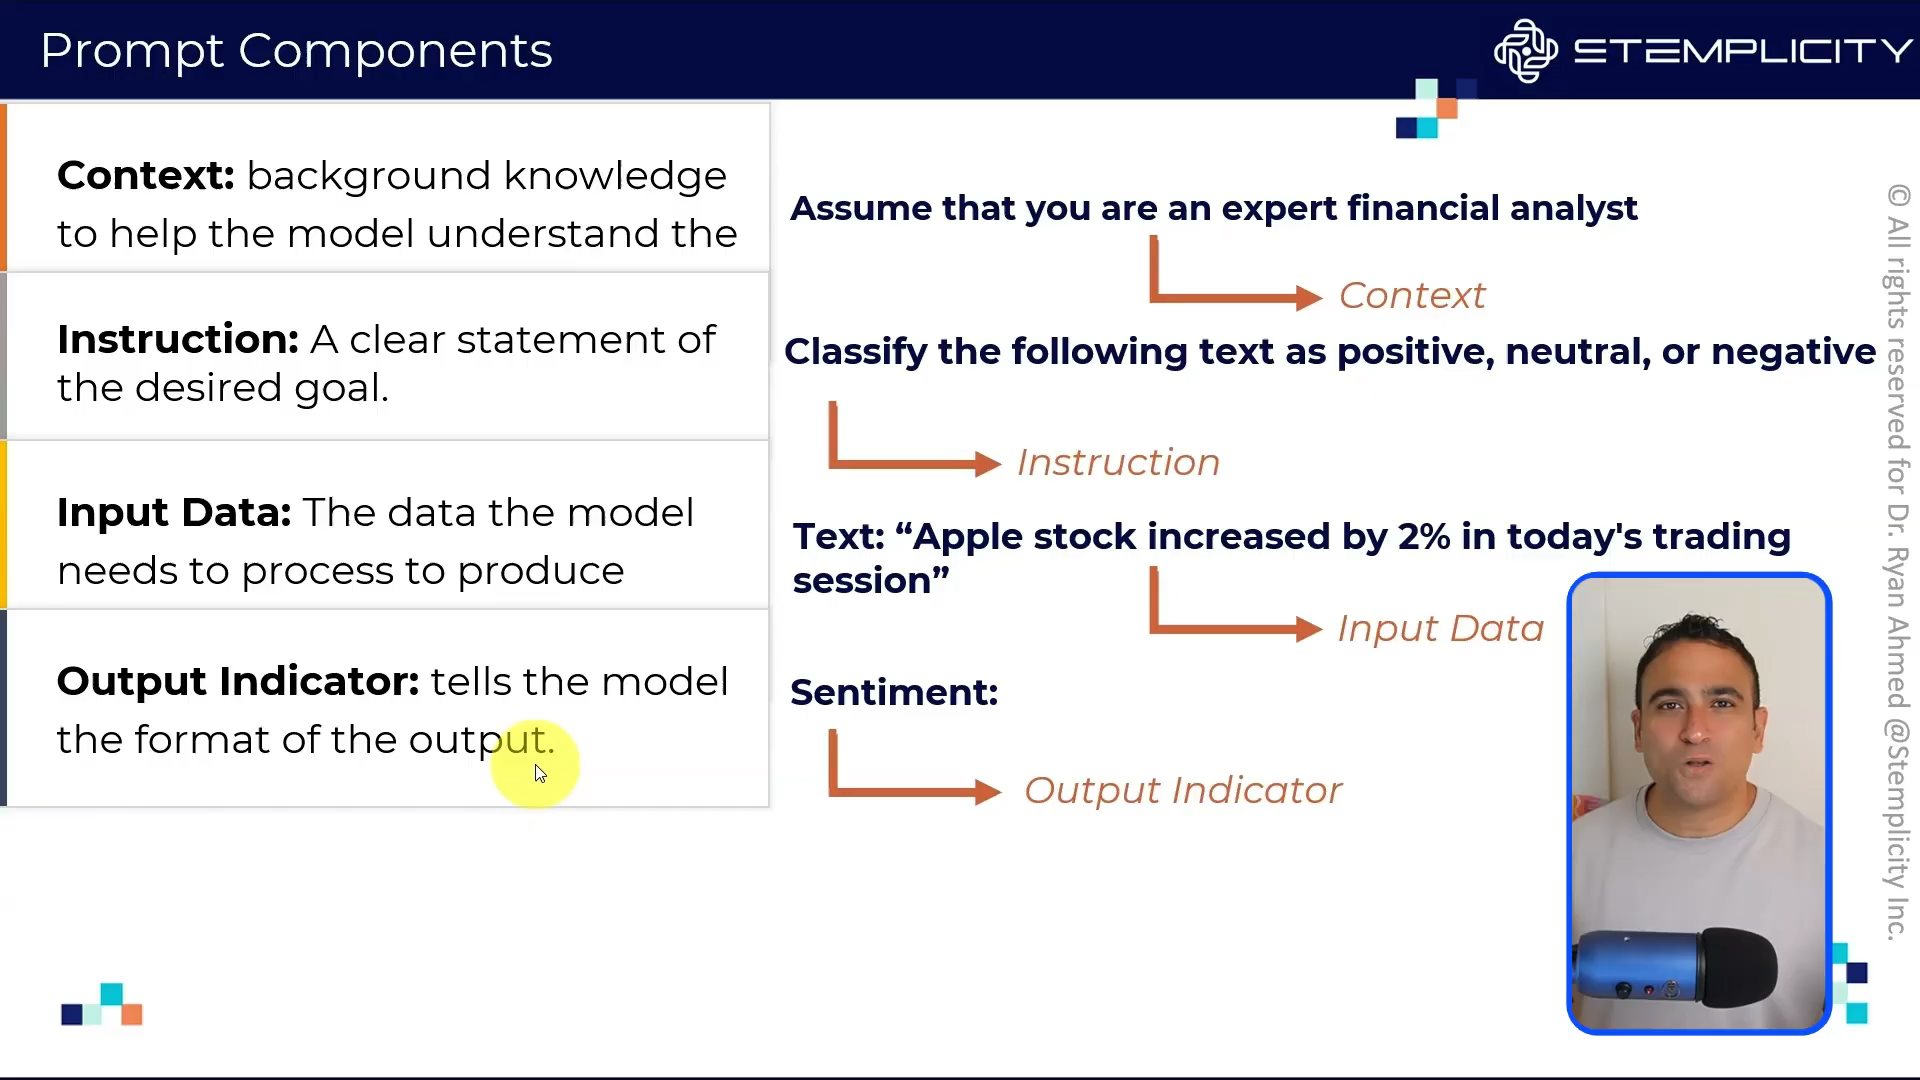 Prompt Components
STEMPLICITY
Context: background knowledge
to help the model understand the
Instruction: A clear statement of
the desired goal.
Input Data: The data the model
needs to process to produce
Output Indicator: tells the model
the format of the output.
Assume that you are an expert financial analyst
Context
Classify the following text as positive, neutral, or negative
Instruction
Text: “Apple stock increased by 2% in today's trading
session”
Input Data
Sentiment:
Output Indicator
© All rights reserved for Dr. Ryan Ahmed @Stemplicity Inc.